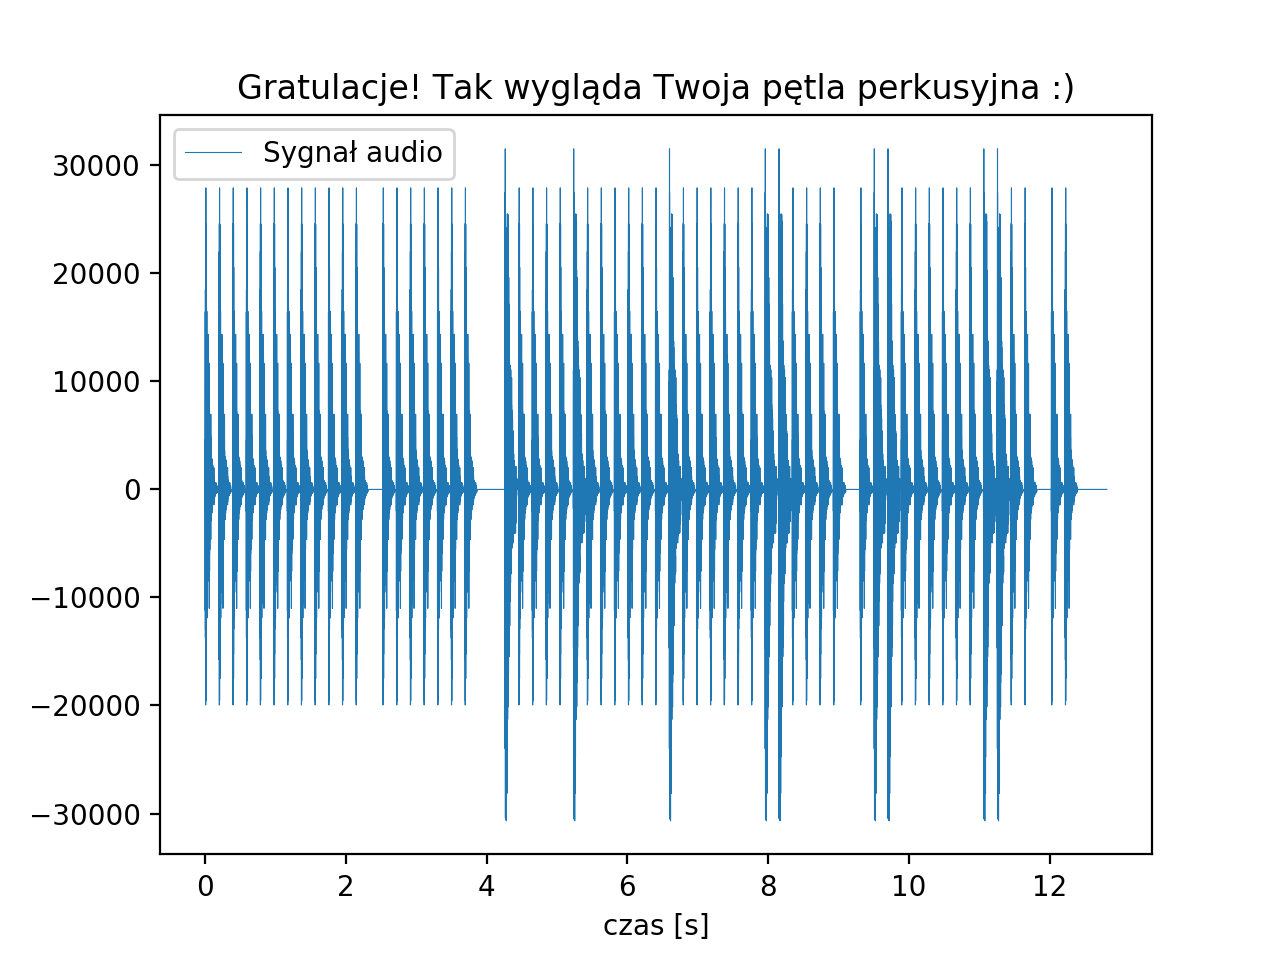 Gratulacje! Tak wygląda Twoja pętla perkusyjna :)
Sygnał audio
30000
20000
10000
0
−10000
−20000
−30000
0 2 4 6 8 10 12
czas [s]